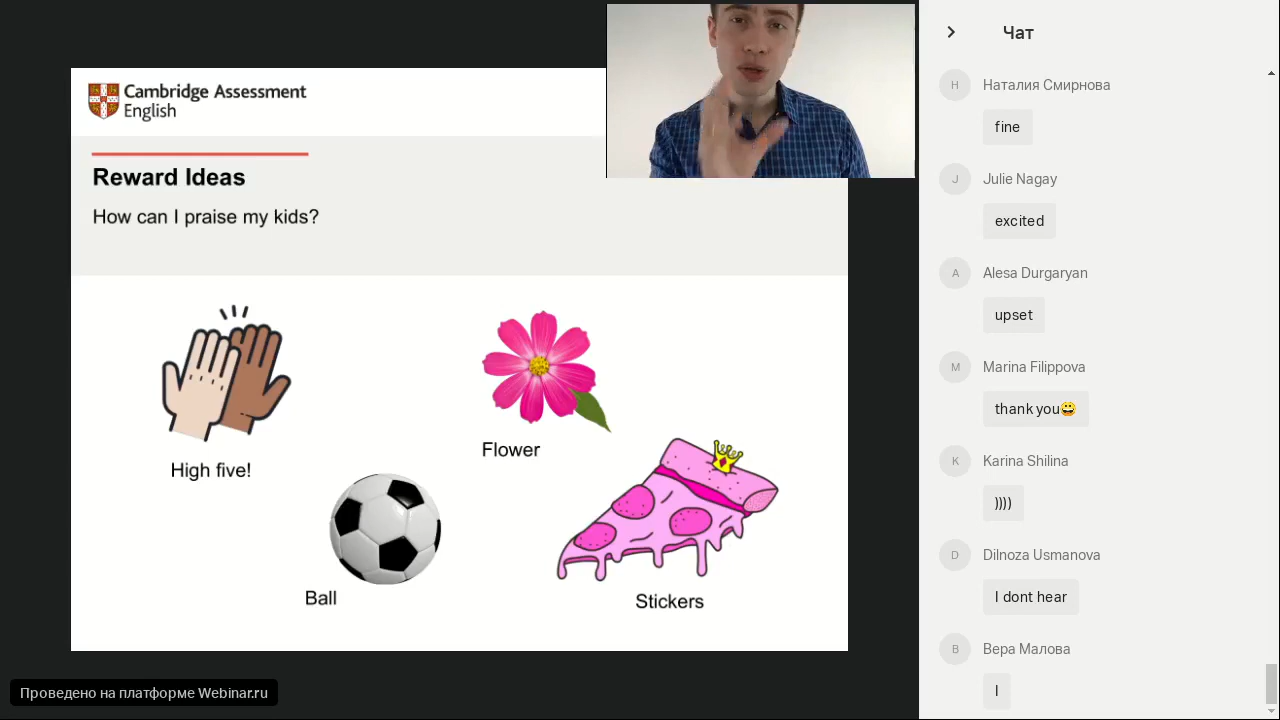 Cambridge Assessment
English
Reward Ideas
How can I praise my kids?
High five!
Flower
Ball
Stickers
Проведено на платформе Webinar.ru
Чат
Н
Наталия Смирнова
fine
J
Julie Nagay
excited
A
Alesa Durgaryan
upset
M
Marina Filippova
thank you😀
K
Karina Shilina
))))
D
Dilnoza Usmanova
I dont hear
В
Вера Малова
I